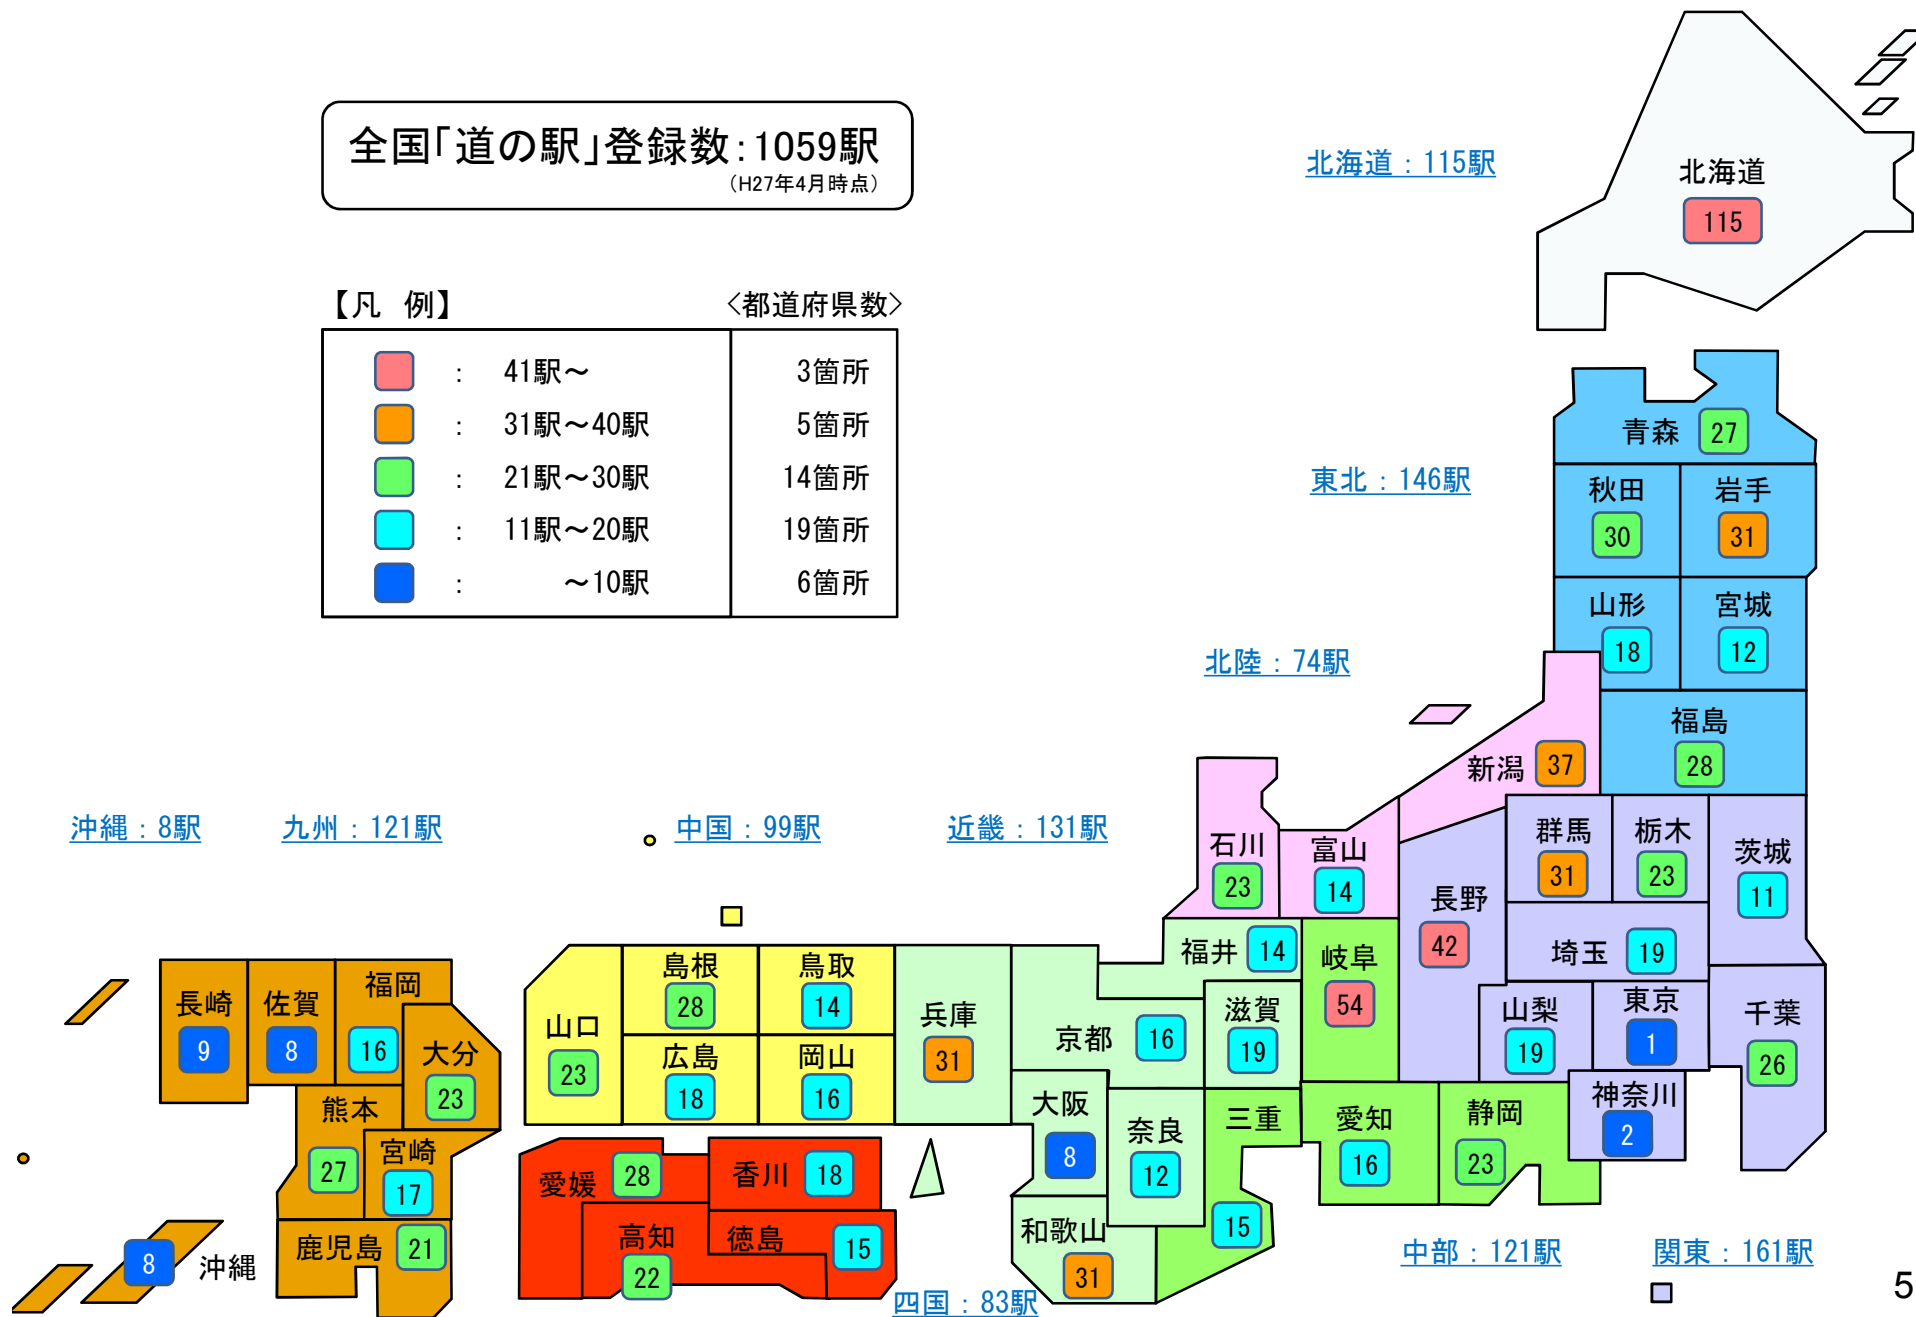 全国「道の駅」登録数：1059駅
（H27年4月時点）
【凡　例】　<都道府県数>
：　41駅～　3箇所
：　31駅～40駅　5箇所
：　21駅～30駅　14箇所
：　11駅～20駅　19箇所
：　～10駅　6箇所
北海道：115駅
北海道
115
東北：146駅
青森 27
秋田
30
岩手
31
山形
18
宮城
12
福島
28
北陸：74駅
新潟 37
石川
23
富山
14
沖縄：8駅
九州：121駅
中国：99駅
近畿：131駅
群馬
31
栃木
23
茨城
11
長野
42
埼玉 19
山梨
19
東京
1
千葉
26
神奈川
2
福井 14
岐阜
54
滋賀
19
京都 16
兵庫
31
大阪
8
奈良
12
三重
15
愛知
16
静岡
23
和歌山
31
島根
28
鳥取
14
山口
23
広島
18
岡山
16
愛媛 28
香川 18
高知
22
徳島 15
長崎
9
佐賀
8
福岡
16
大分
23
熊本
27
宮崎
17
鹿児島 21
8 沖縄
四国：83駅
中部：121駅
関東：161駅
5